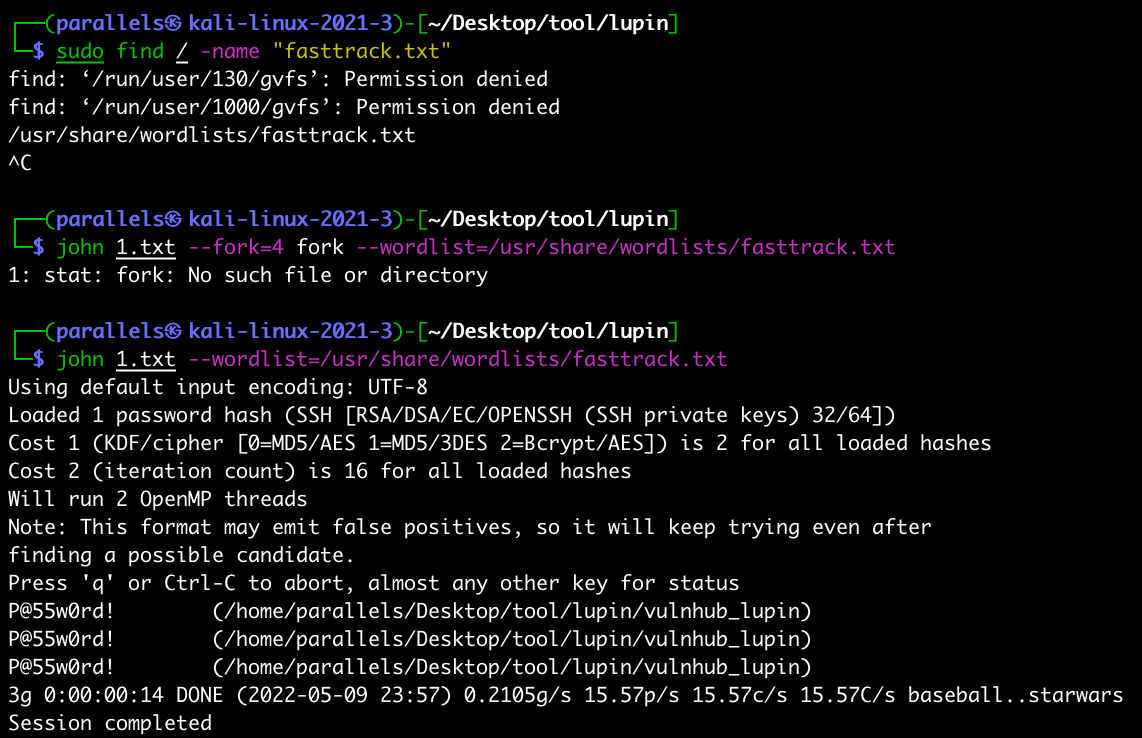 ┌──(parallels㉿kali-linux-2021-3)-[~/Desktop/tool/lupin]
└─$ sudo find / -name "fasttrack.txt"
find: ‘/run/user/130/gvfs’: Permission denied
find: ‘/run/user/1000/gvfs’: Permission denied
/usr/share/wordlists/fasttrack.txt
^C
┌──(parallels㉿kali-linux-2021-3)-[~/Desktop/tool/lupin]
└─$ john 1.txt --fork=4 fork --wordlist=/usr/share/wordlists/fasttrack.txt
1: stat: fork: No such file or directory
┌──(parallels㉿kali-linux-2021-3)-[~/Desktop/tool/lupin]
└─$ john 1.txt --wordlist=/usr/share/wordlists/fasttrack.txt
Using default input encoding: UTF-8
Loaded 1 password hash (SSH [RSA/DSA/EC/OPENSSH (SSH private keys) 32/64])
Cost 1 (KDF/cipher [0=MD5/AES 1=MD5/3DES 2=Bcrypt/AES]) is 2 for all loaded hashes
Cost 2 (iteration count) is 16 for all loaded hashes
Will run 2 OpenMP threads
Note: This format may emit false positives, so it will keep trying even after
finding a possible candidate.
Press 'q' or Ctrl-C to abort, almost any other key for status
P@55w0rd!        (/home/parallels/Desktop/tool/lupin/vulnhub_lupin)
P@55w0rd!        (/home/parallels/Desktop/tool/lupin/vulnhub_lupin)
P@55w0rd!        (/home/parallels/Desktop/tool/lupin/vulnhub_lupin)
3g 0:00:00:14 DONE (2022-05-09 23:57) 0.2105g/s 15.57p/s 15.57c/s 15.57C/s baseball..starwars
Session completed